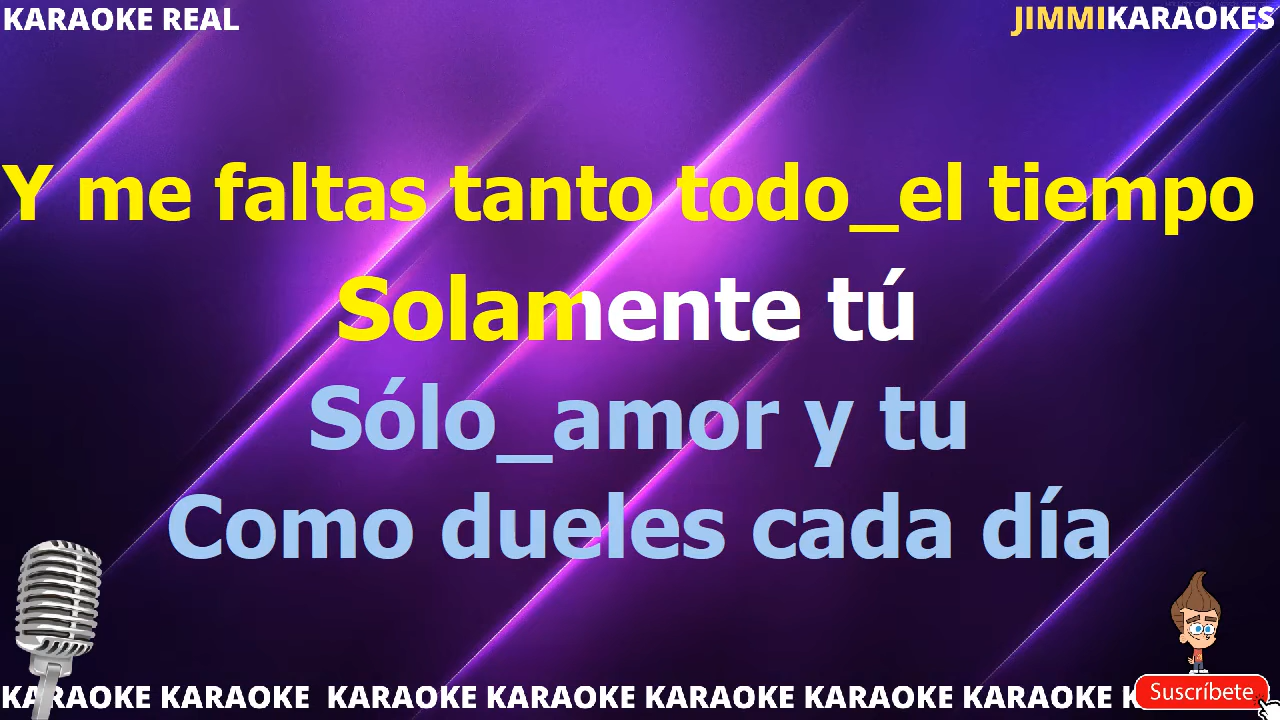 KARAOKE REAL
JIMMIKARAOKES
Y me faltas tanto todo_el tiempo
Solamente tú
Sólo_amor y tu
Como dueles cada día
KARAOKE KARAOKE KARAOKE KARAOKE KARAOKE KARAOKE KARAOKE
Suscríbete